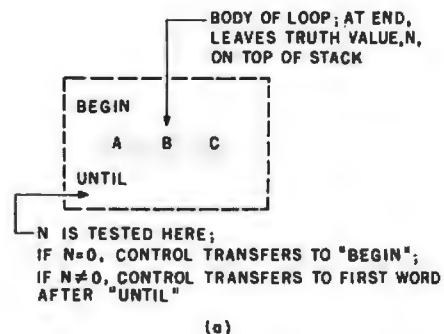 BODY OF LOOP; AT END,
LEAVES TRUTH VALUE,N,
ON TOP OF STACK
BEGIN
A B C
UNTIL
N IS TESTED HERE;
IF N=0, CONTROL TRANSFERS TO "BEGIN";
IF N≠0, CONTROL TRANSFERS TO FIRST WORD
AFTER "UNTIL"
(a)